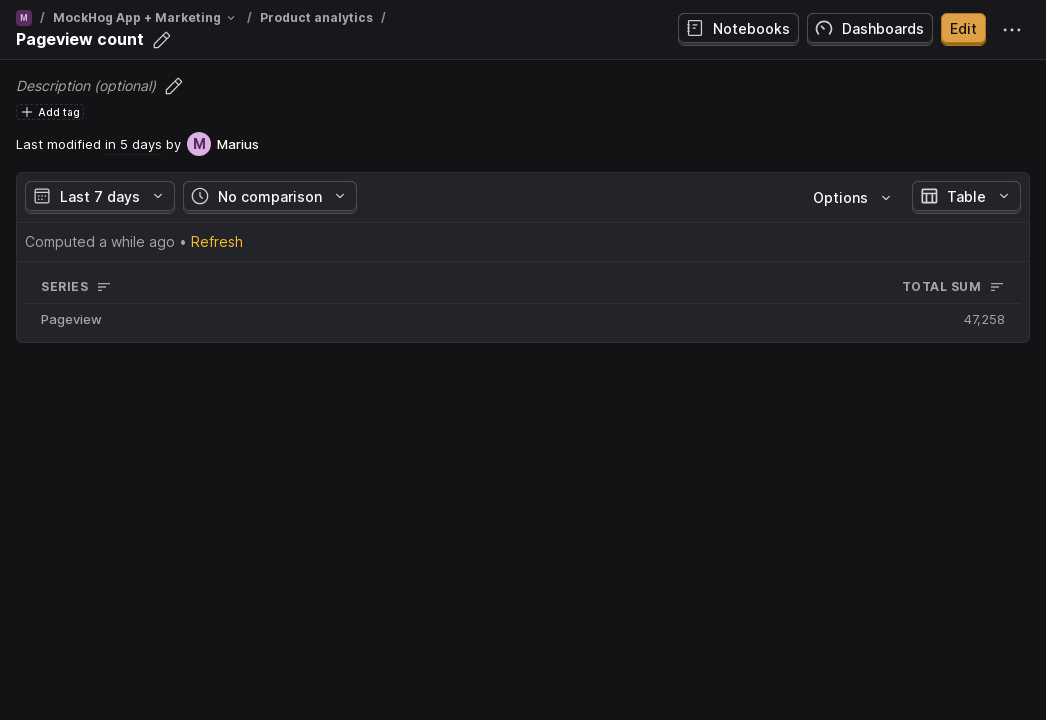 M / MockHog App + Marketing / Product analytics /
Pageview count
Notebooks
Dashboards
Edit
Description (optional)
Add tag
Last modified in 5 days by M Marius
Last 7 days
No comparison
Options
Table
Computed a while ago • Refresh
SERIES
TOTAL SUM
Pageview
47,258